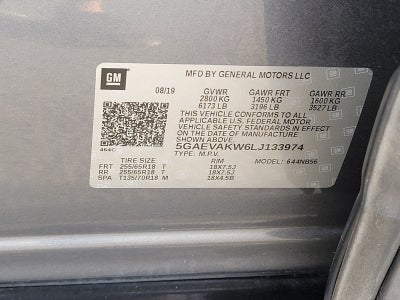 GM
MFD BY GENERAL MOTORS LLC
08/19 GVWR GAWR FRT GAWR RR
2800 KG 1450 KG 1600 KG
6173 LB 3196 LB 3527 LB
THIS VEHICLE CONFORMS TO ALL
APPLICABLE U.S. FEDERAL MOTOR
VEHICLE SAFETY STANDARDS IN EFFECT
ON THE DATE OF MANUFACTURE
SHOWN ABOVE.
5GAEVAKW6LJ133974
464C TYPE: M.P.V. MODEL: 644NB56
TIRE SIZE RIM
FRT 255/65R18 T 18X7.5J
RR 255/65R18 T 18X7.5J
SPA T135/70R18 M 18X4.5B